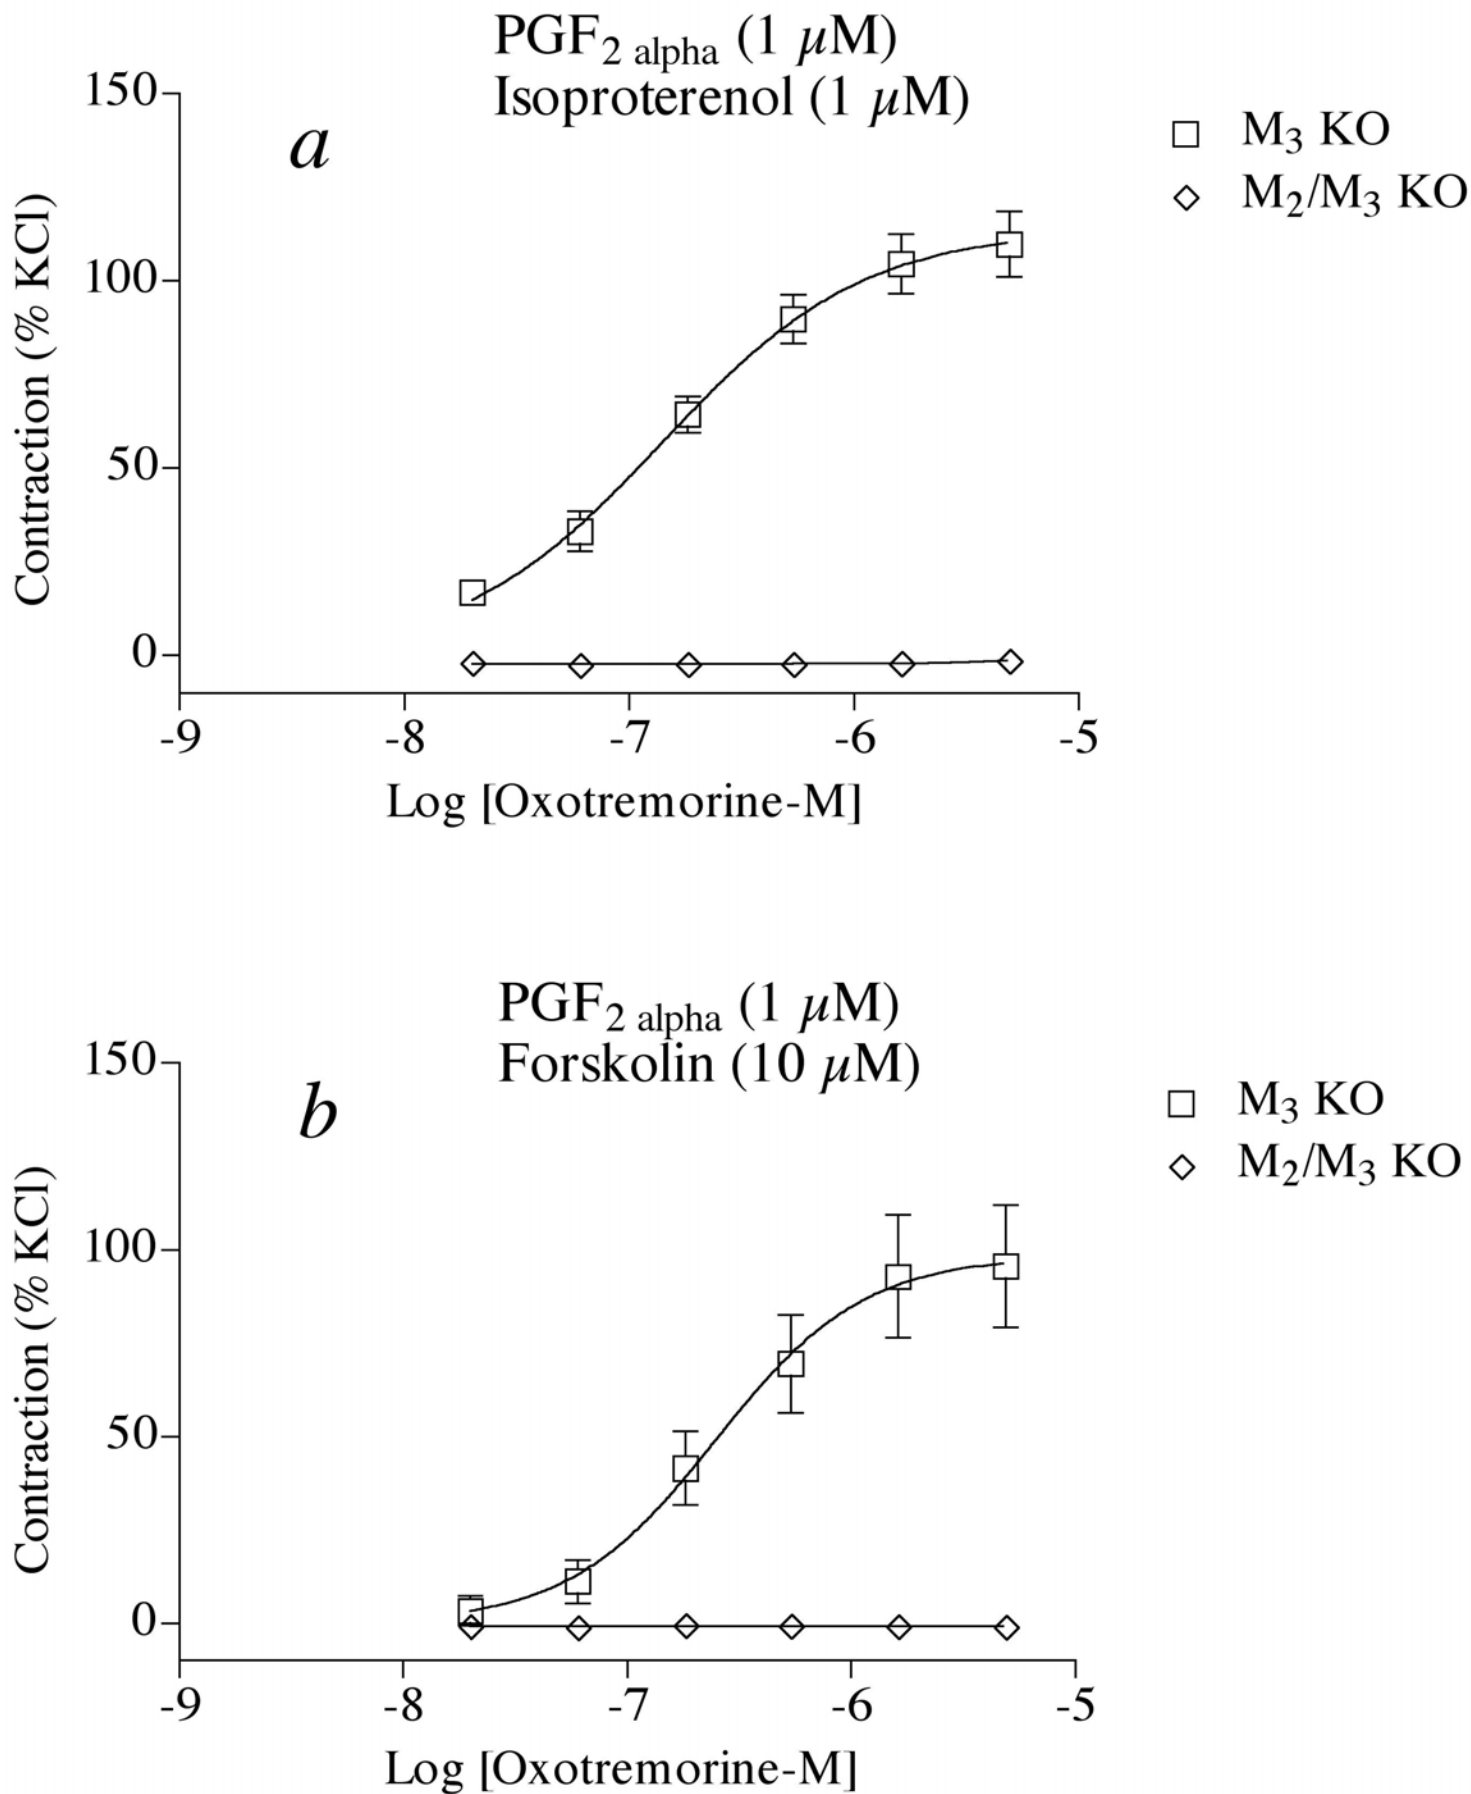 PGF2 alpha (1 µM)
Isoproterenol (1 µM)
a
M3 KO
M2/M3 KO
Contraction (% KCl)
150
100
50
0
-9 -8 -7 -6 -5
Log [Oxotremorine-M]
PGF2 alpha (1 µM)
Forskolin (10 µM)
b
M3 KO
M2/M3 KO
Contraction (% KCl)
150
100
50
0
-9 -8 -7 -6 -5
Log [Oxotremorine-M]